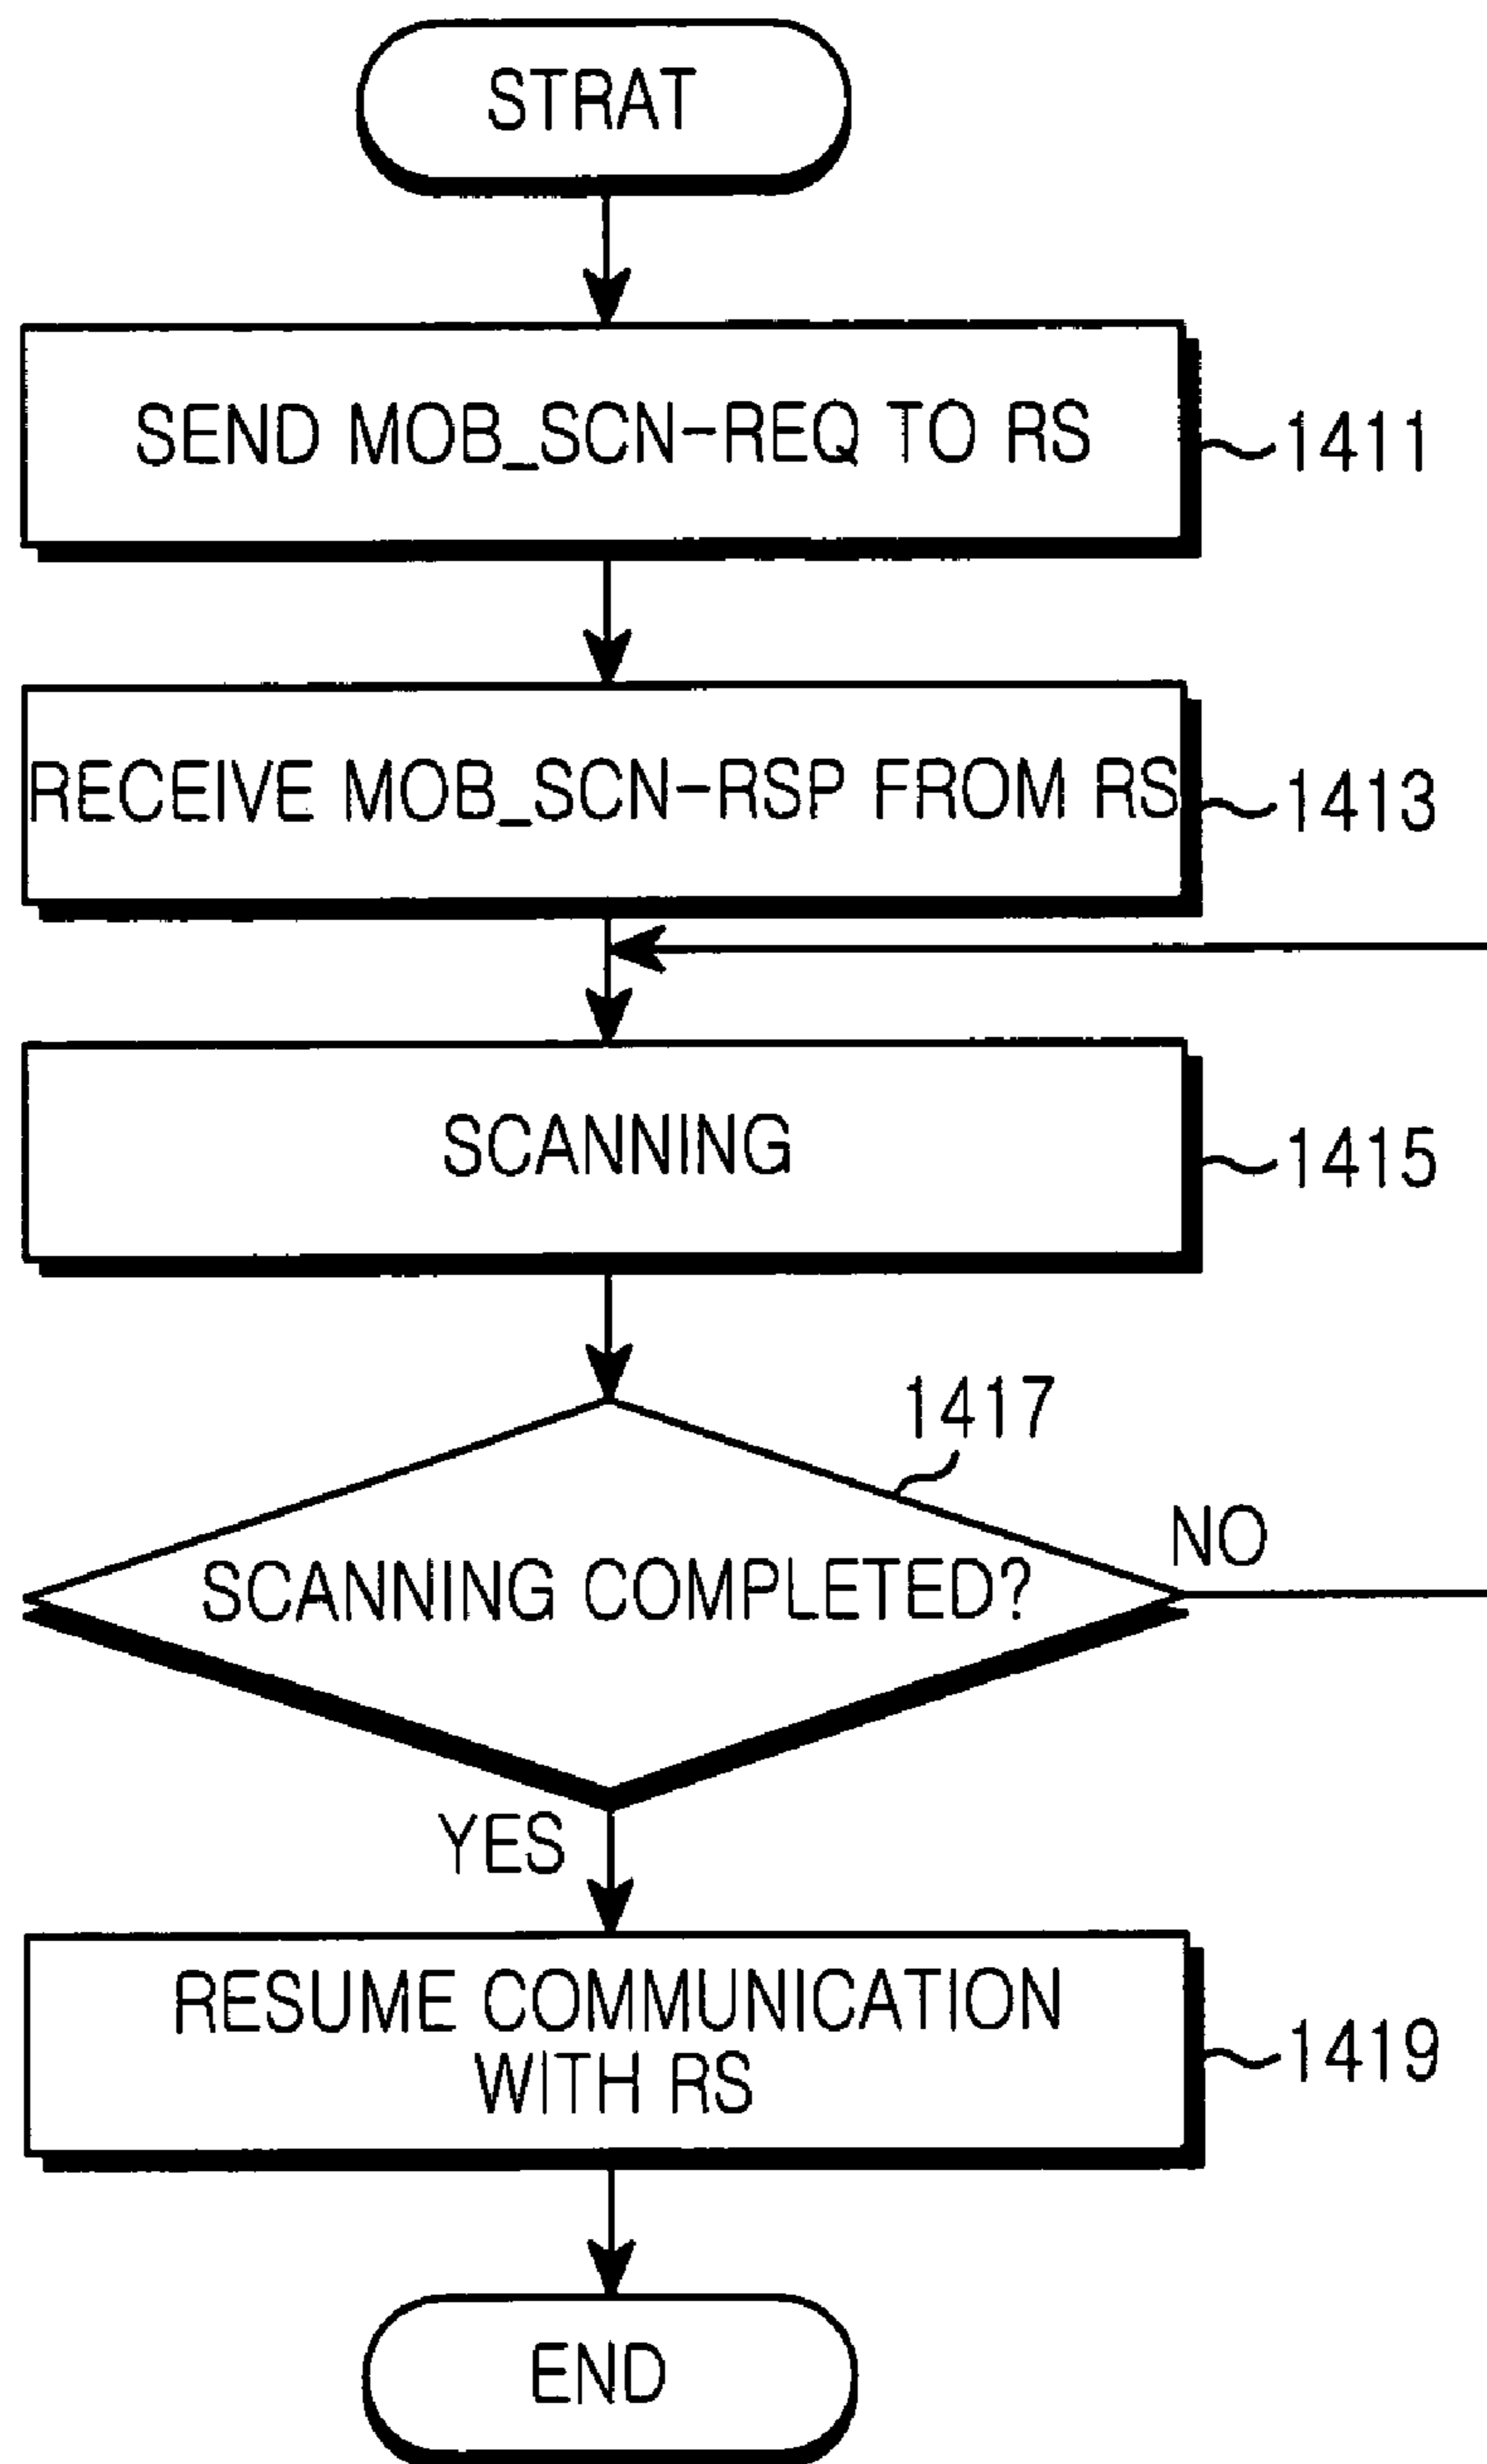 STRAT
SEND MOB_SCN-REQ TO RS
1411
RECEIVE MOB_SCN-RSP FROM RS
1413
SCANNING
1415
1417
SCANNING COMPLETED?
NO
YES
RESUME COMMUNICATION
WITH RS
1419
END